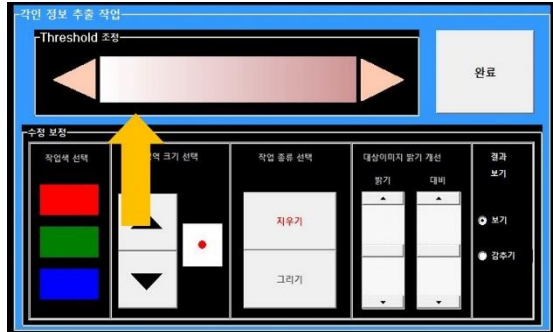 각인 정보 추출 작업
Threshold 조정
완료
수정 보정
작업색 선택
크기 선택
작업 종류 선택
대상이미지 밝기 개선
결과
보기
밝기
대비
지우기
그리기
보기
감추기